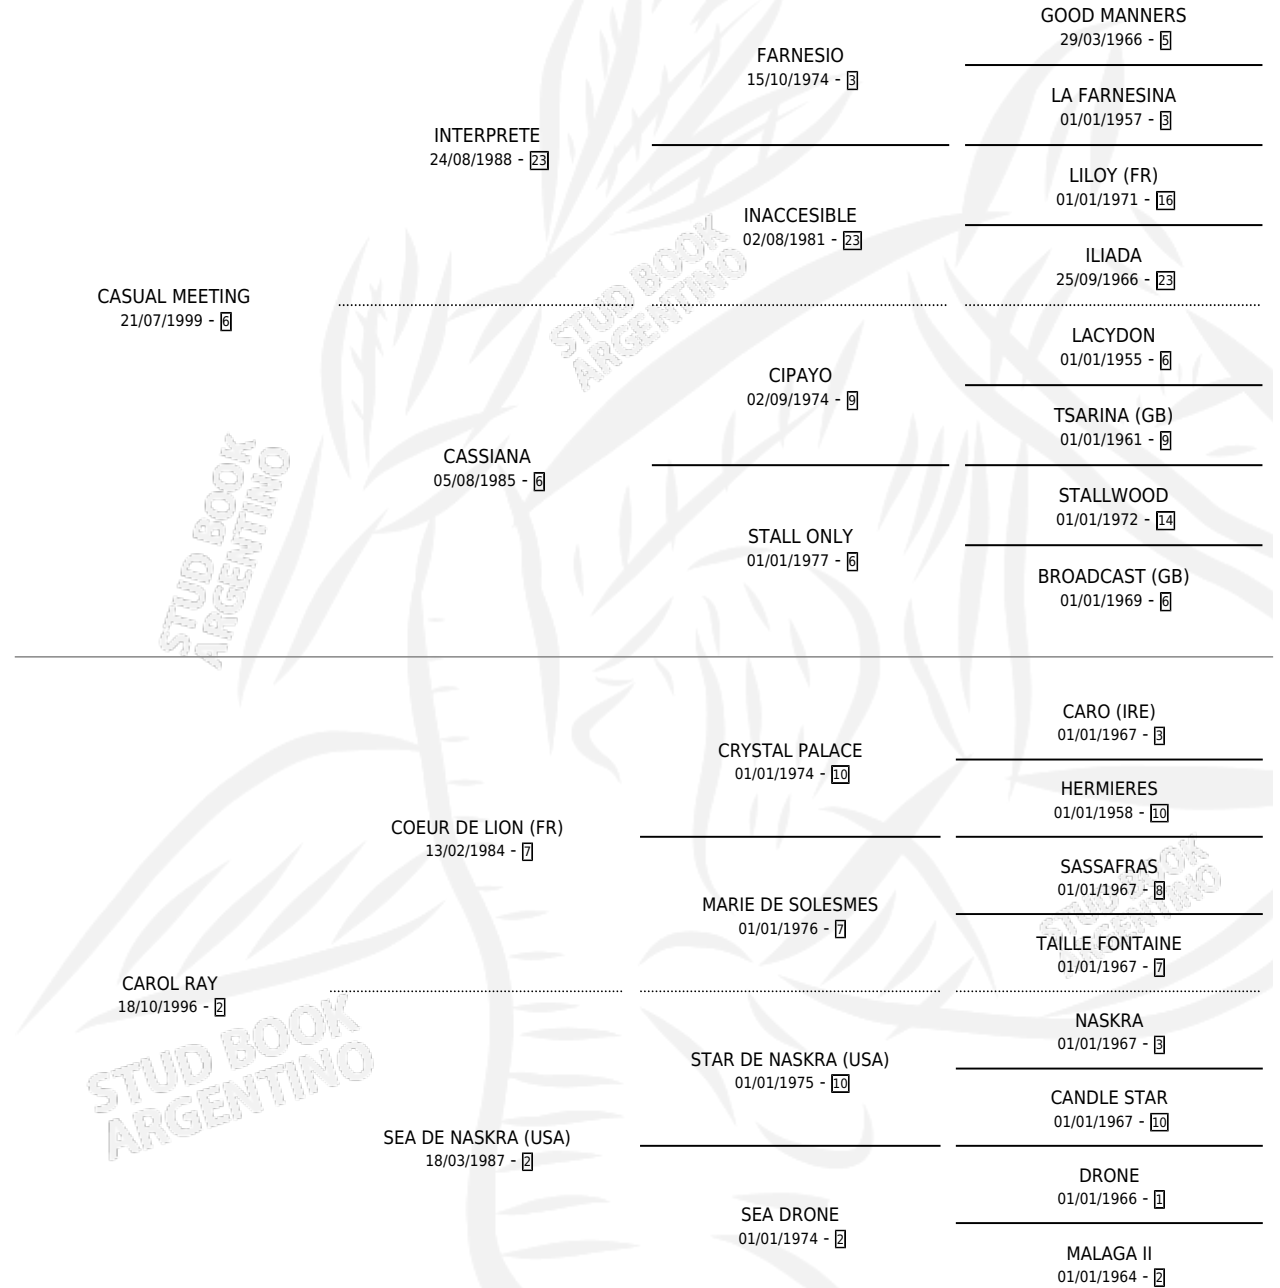 GOOD MANNERS
29/03/1966 - 5
FARNESIO
15/10/1974 - 3
LA FARNESINA
01/01/1957 - 3
INTERPRETE
24/08/1988 - 23
LILOY (FR)
01/01/1971 - 16
INACCESIBLE
02/08/1981 - 23
ILIADA
25/09/1966 - 23
CASUAL MEETING
21/07/1999 - 6
LACYDON
01/01/1955 - 6
CIPAYO
02/09/1974 - 9
TSARINA (GB)
01/01/1961 - 9
CASSIANA
05/08/1985 - 6
STALLWOOD
01/01/1972 - 14
STALL ONLY
01/01/1977 - 6
BROADCAST (GB)
01/01/1969 - 6
CARO (IRE)
01/01/1967 - 3
CRYSTAL PALACE
01/01/1974 - 10
HERMIERES
01/01/1958 - 10
COEUR DE LION (FR)
13/02/1984 - 7
SASSAFRAS
01/01/1967 - 8
MARIE DE SOLESMES
01/01/1976 - 7
TAILLE FONTAINE
01/01/1967 - 7
CAROL RAY
18/10/1996 - 2
NASKRA
01/01/1967 - 3
STAR DE NASKRA (USA)
01/01/1975 - 10
CANDLE STAR
01/01/1967 - 10
SEA DE NASKRA (USA)
18/03/1987 - 2
DRONE
01/01/1966 - 1
SEA DRONE
01/01/1974 - 2
MALAGA II
01/01/1964 - 2
STUD BOOK
ARGENTINO
STUD BOOK
ARGENTINO
STUD BOOK
ARGENTINO
STUD BOOK
ARGENTINO